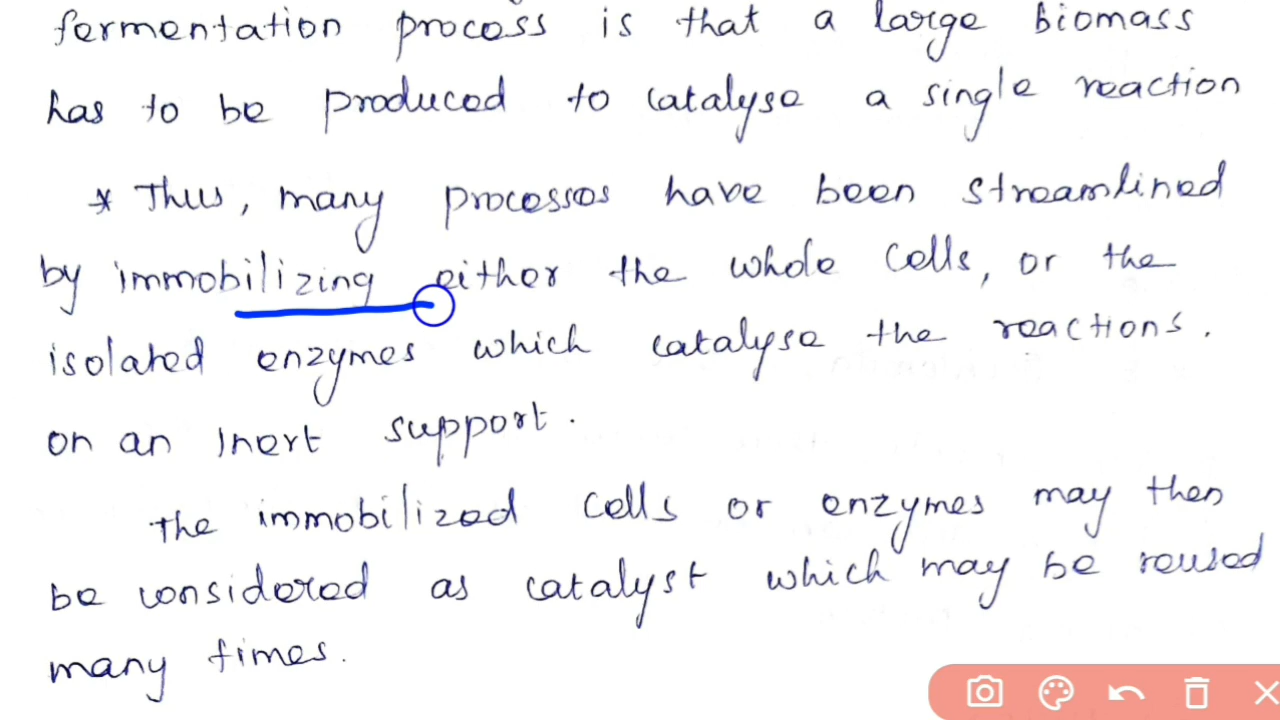 fermentation process is that a large biomass
has to be produced to catalyse a single reaction
* Thus, many processes have been streamlined
by immobilizing either the whole cells, or the
isolated enzymes which catalyse the reactions.
on an inert support.
The immobilized cells or enzymes may then
be considered as catalyst which may be reused
many times.